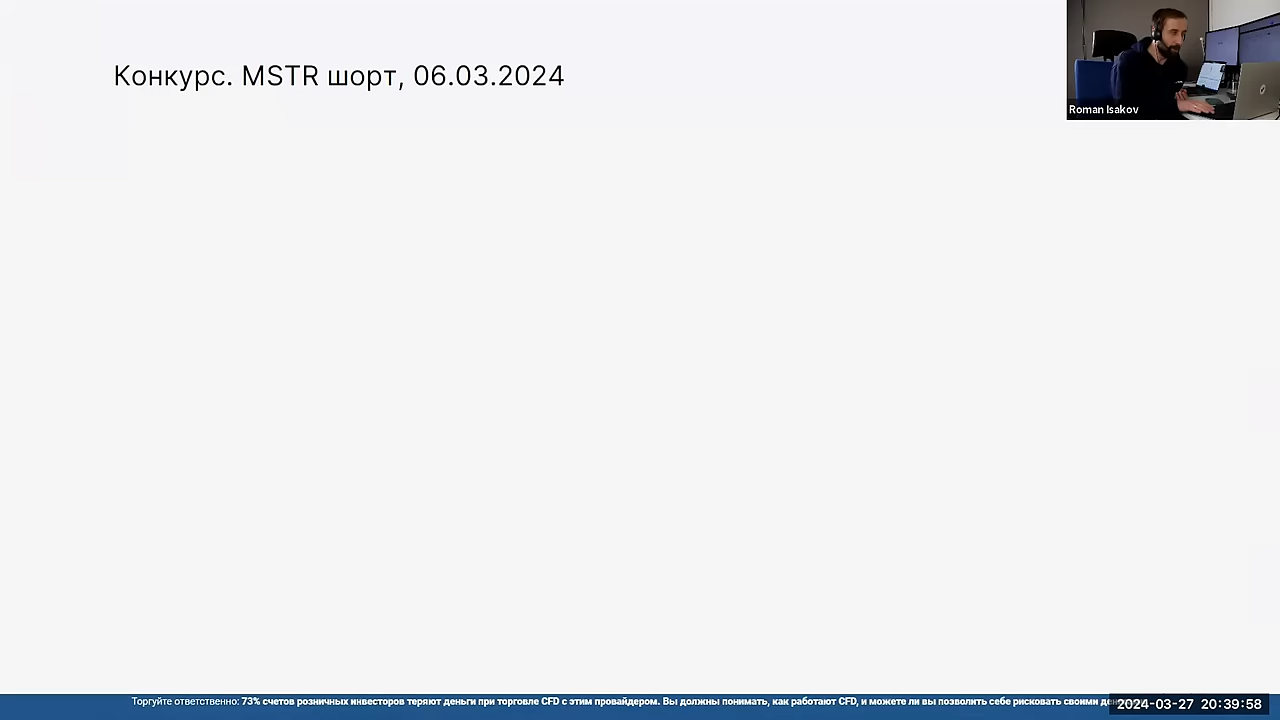 Конкурс. MSTR шорт, 06.03.2024
Roman Isakov
Торгуйте ответственно: 73% счетов розничных инвесторов теряют деньги при торговле CFD с этим провайдером. Вы должны понимать, как работают CFD, и можете ли вы позволить себе рисковать своими
2024-03-27 20:39:58